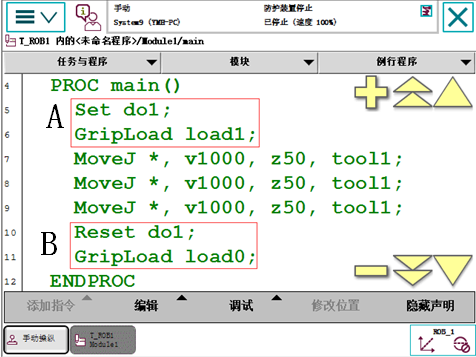 手动
System9 (YMH-PC)
防护装置停止
已停止 (速度 100%)
T_ROB1 内的<未命名程序>/Module1/main
任务与程序 模块 例行程序
4 PROC main()
A
5 Set do1;
6 GripLoad load1;
7 MoveJ *, v1000, z50, tool1;
8 MoveJ *, v1000, z50, tool1;
9 MoveJ *, v1000, z50, tool1;
B
10 Reset do1;
11 GripLoad load0;
12 ENDPROC
添加指令 编辑 调试 修改位置 隐藏声明
手动操纵
T_ROB1
Module1
ROB_1